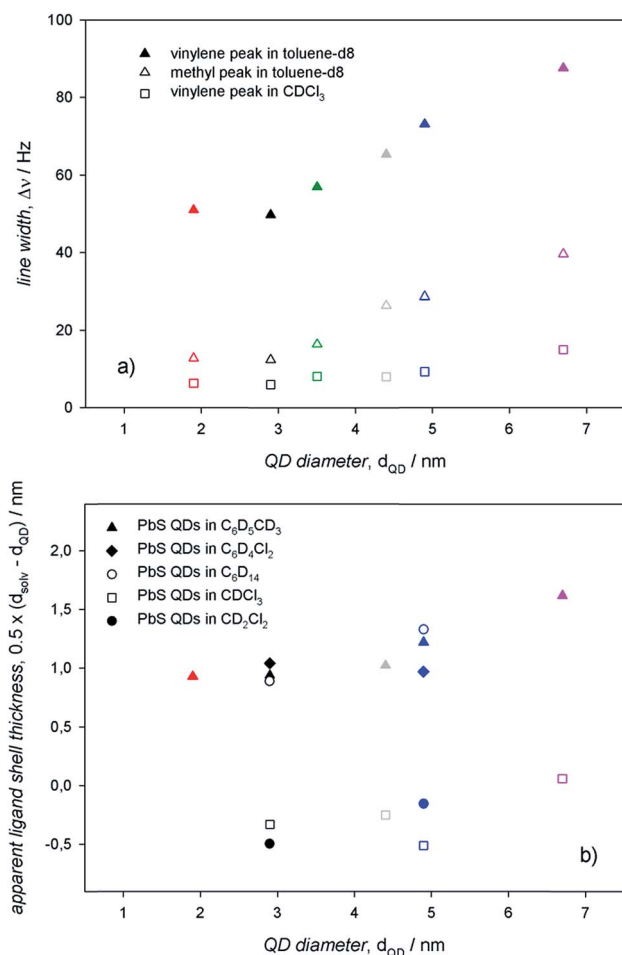 100
80
60
40
20
0
line width, Δν / Hz
vinylene peak in toluene-d8
methyl peak in toluene-d8
vinylene peak in CDCl₃
a)
1 2 3 4 5 6 7
QD diameter, d_QD / nm
2,0
1,5
1,0
0,5
0,0
-0,5
apparent ligand shell thickness, 0.5 x (d_solv - d_QD) / nm
PbS QDs in C₆D₅CD₃
PbS QDs in C₆D₄Cl₂
PbS QDs in C₆D₁₄
PbS QDs in CDCl₃
PbS QDs in CD₂Cl₂
b)
1 2 3 4 5 6 7
QD diameter, d_QD / nm